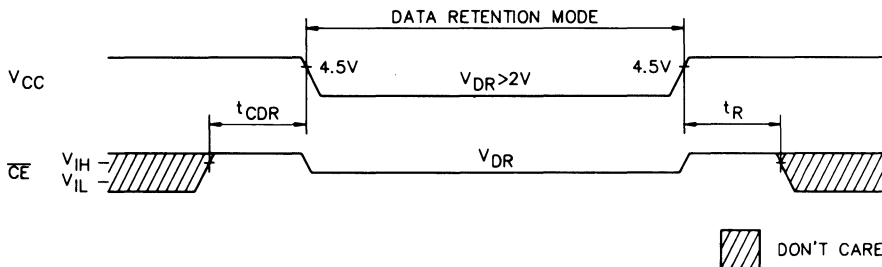 DATA RETENTION MODE
VCC
4.5V
VDR>2V
4.5V
tCDR
tR
CE
VIH
VIL
VDR
DON'T CARE